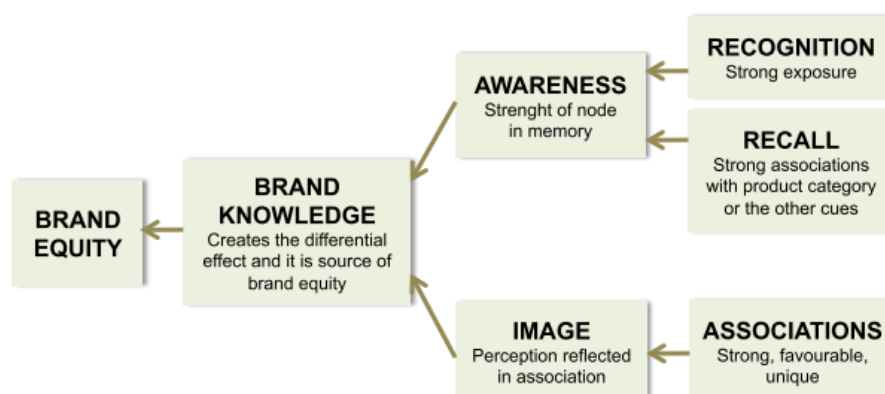 BRAND
EQUITY
BRAND
KNOWLEDGE
Creates the differential
effect and it is source of
brand equity
AWARENESS
Strenght of node
in memory
RECOGNITION
Strong exposure
RECALL
Strong associations
with product category
or the other cues
IMAGE
Perception reflected
in association
ASSOCIATIONS
Strong, favourable,
unique